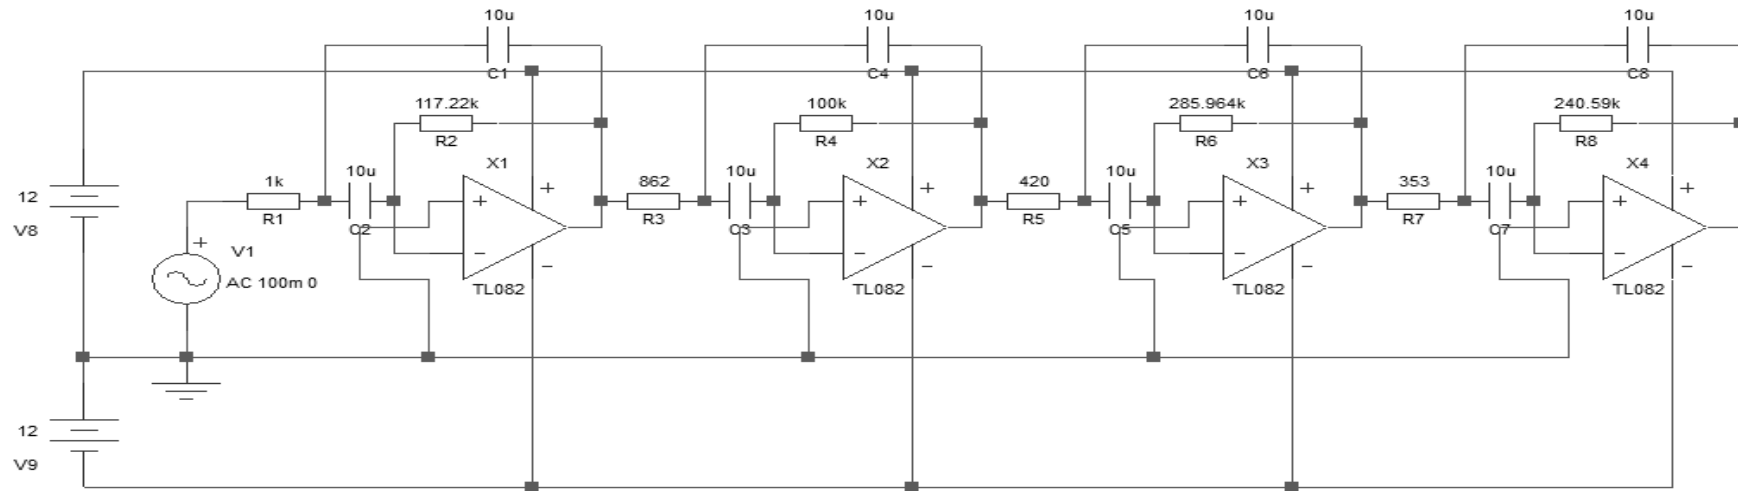 10u
10u
10u
10u
C1
C4
C6
C8
117.22k
100k
285.964k
240.59k
R2
R4
R6
R8
10u
X1
10u
X2
10u
X3
10u
X4
1k
862
420
353
12
+
+
+
+
+
+
+
+
R1
C2
R3
C3
R5
C5
R7
C7
V8
+
V1
−
−
−
−
−
−
−
−
AC 100m 0
TL082
TL082
TL082
TL082
12
V9